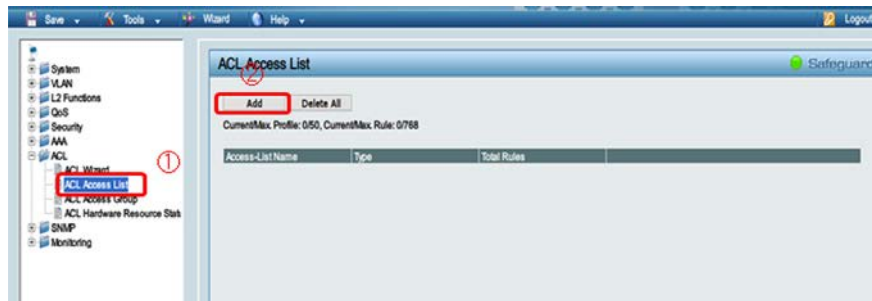 Save Tools Wizard Help Logout
System
VLAN
L2 Functions
QoS
Security
AAA
ACL
ACL Wizard
ACL Access List
ACL Access Group
ACL Hardware Resource Stat
SNMP
Monitoring
①
ACL Access List
Safeguard
②
Add Delete All
Current/Max. Profile: 0/50, Current/Max. Rule: 0/768
Access-List Name Type Total Rules